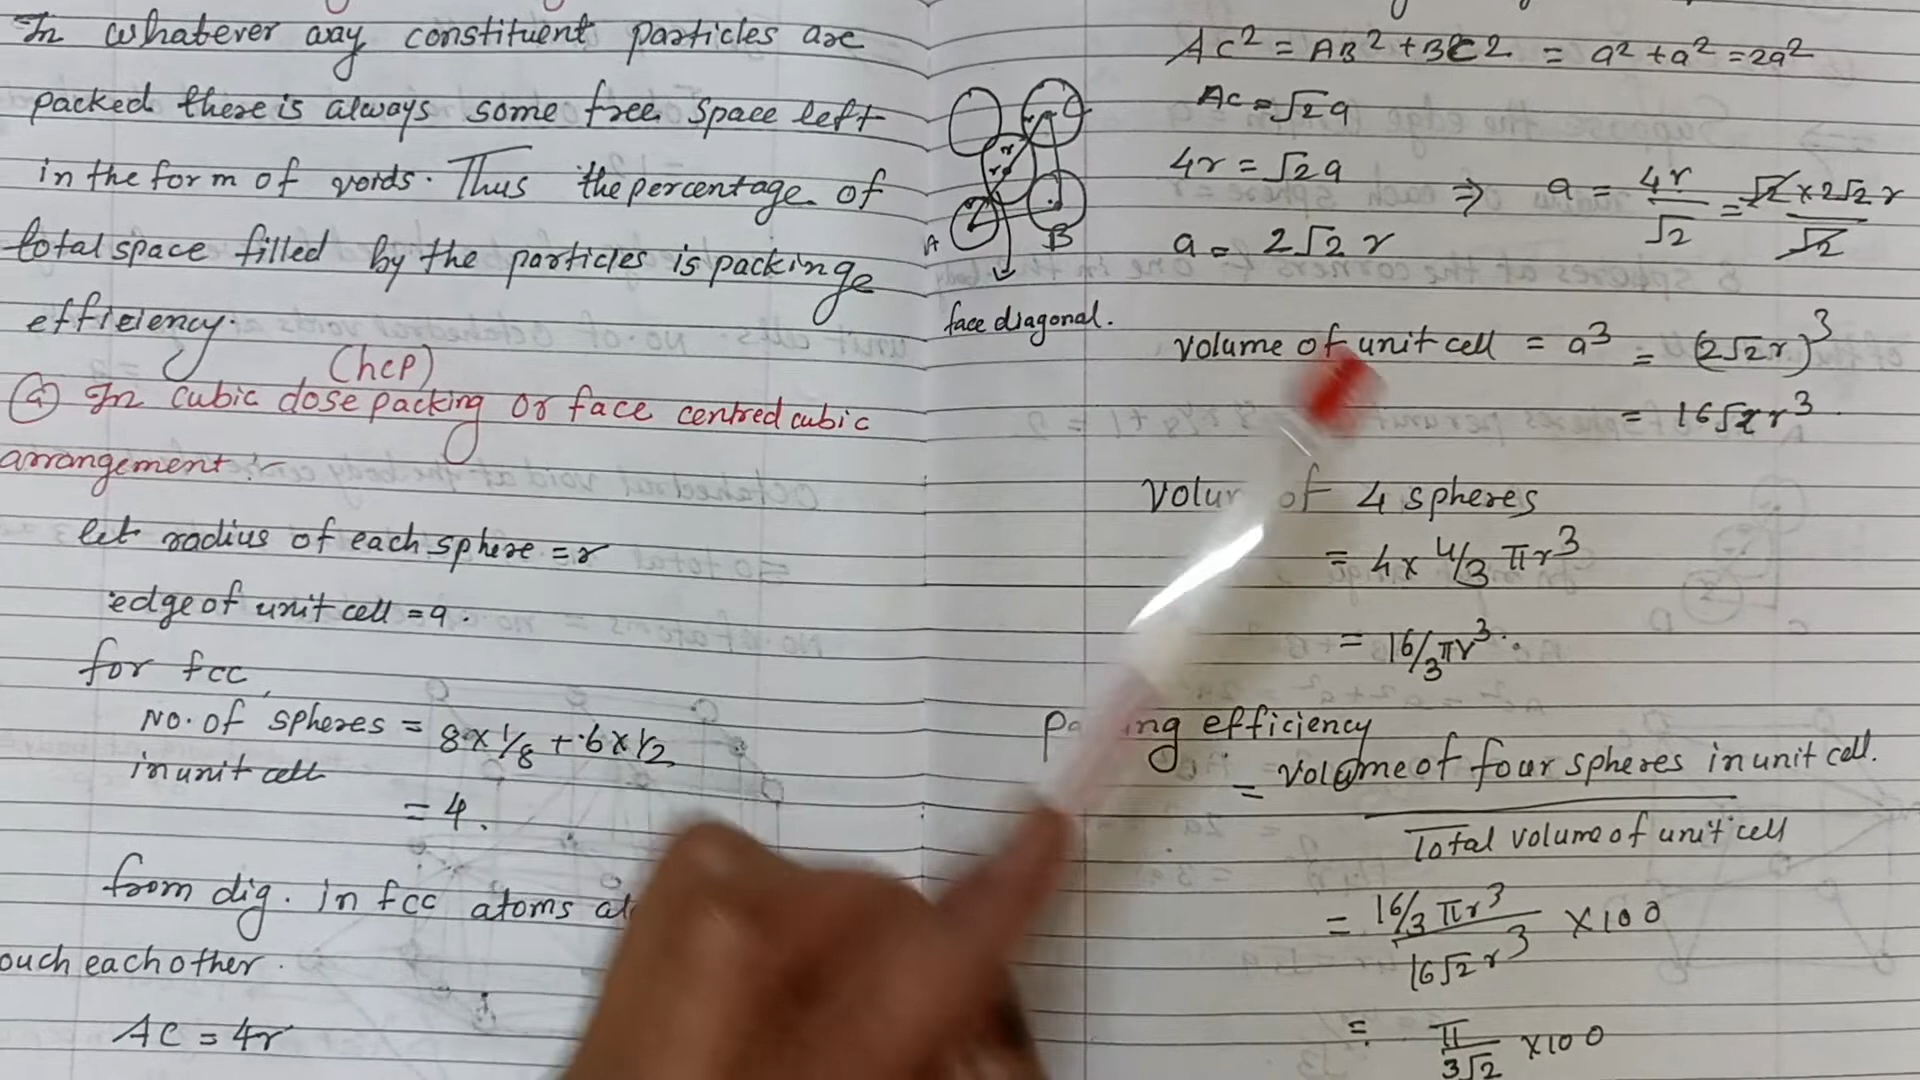 In whatever way constituent particles are
packed there is always some free space left
in the form of voids. Thus the percentage of
total space filled by the particles is packinge
efficiency.
(hcp)
(a) In cubic close packing or face centred cubic
arrangement :-
let radius of each sphere = r
edge of unit cell = a.
for fcc,
No. of spheres = 8 x 1/8 + 6 x 1/2
in unit cell
= 4.
from dig. in fcc atoms at
ouch each other.
AC = 4r
A
B
C
r
r
face diagonal.
AC² = AB² + BC2 = a² + a² = 2a²
AC = √2 a
4r = √2 a ⇒ a = 4r/√2 = √2 x 2√2 r/√2
a = 2√2 r
volume of unit cell = a³ = (2√2 r)³
= 16√2 r³
of 4 spheres
= 4 x 4/3 πr³
= 16/3 πr³.
efficiency
= Volume of four spheres in unit cell.
Total volume of unit cell
= 16/3 πr³ / 16√2 r³ x 100
= π / 3√2 x 100